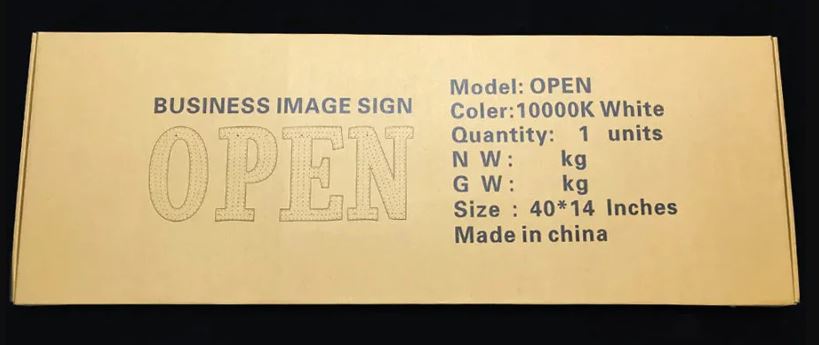 BUSINESS IMAGE SIGN
OPEN
Model: OPEN
Coler:10000K White
Quantity: 1 units
N W: kg
G W: kg
Size : 40*14 Inches
Made in china